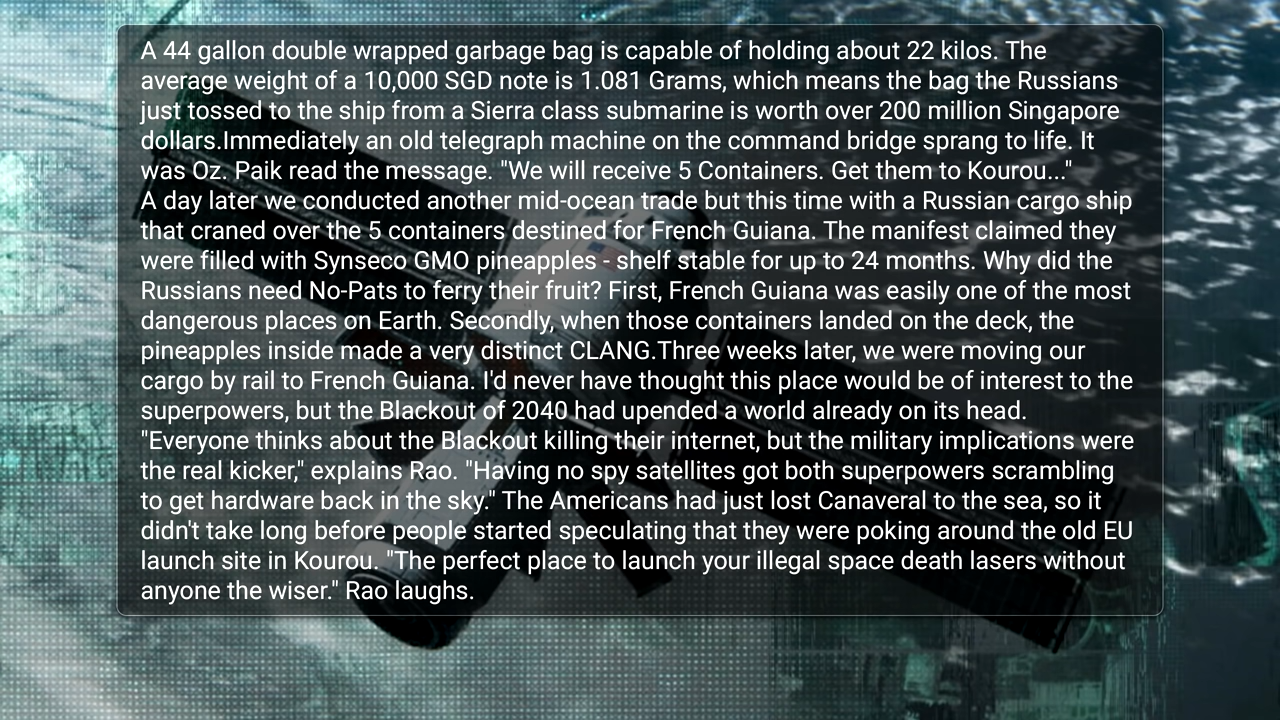 A 44 gallon double wrapped garbage bag is capable of holding about 22 kilos. The
average weight of a 10,000 SGD note is 1.081 Grams, which means the bag the Russians
just tossed to the ship from a Sierra class submarine is worth over 200 million Singapore
dollars.Immediately an old telegraph machine on the command bridge sprang to life. It
was Oz. Paik read the message. "We will receive 5 Containers. Get them to Kourou..."
A day later we conducted another mid-ocean trade but this time with a Russian cargo ship
that craned over the 5 containers destined for French Guiana. The manifest claimed they
were filled with Synseco GMO pineapples - shelf stable for up to 24 months. Why did the
Russians need No-Pats to ferry their fruit? First, French Guiana was easily one of the most
dangerous places on Earth. Secondly, when those containers landed on the deck, the
pineapples inside made a very distinct CLANG.Three weeks later, we were moving our
cargo by rail to French Guiana. I'd never have thought this place would be of interest to the
superpowers, but the Blackout of 2040 had upended a world already on its head.
"Everyone thinks about the Blackout killing their internet, but the military implications were
the real kicker," explains Rao. "Having no spy satellites got both superpowers scrambling
to get hardware back in the sky." The Americans had just lost Canaveral to the sea, so it
didn't take long before people started speculating that they were poking around the old EU
launch site in Kourou. "The perfect place to launch your illegal space death lasers without
anyone the wiser." Rao laughs.